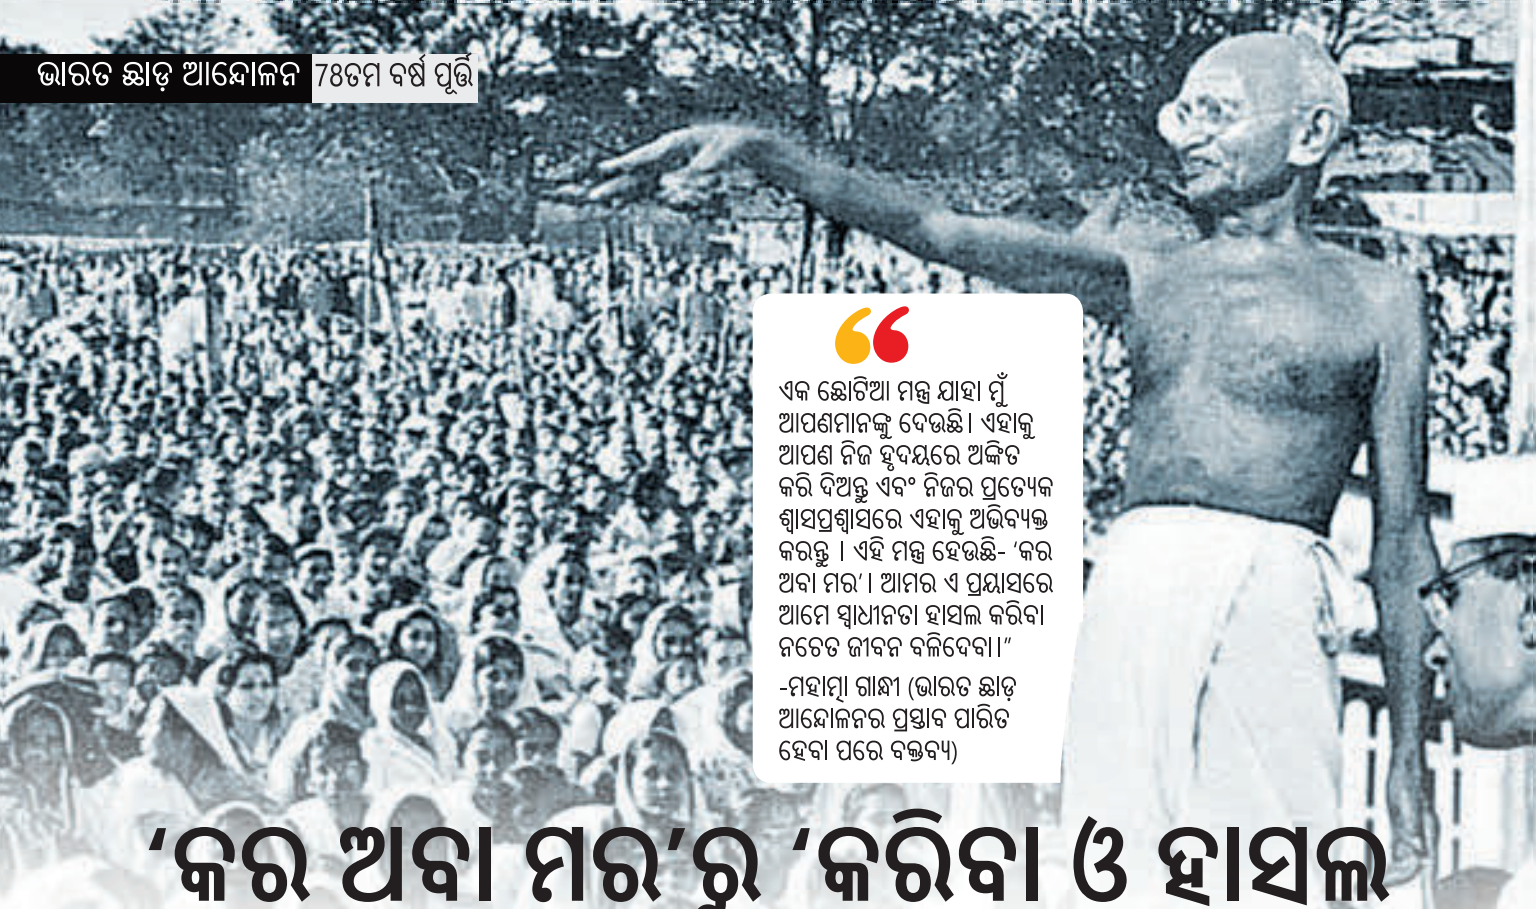 ଭାରତ ଛାଡ଼ ଆନ୍ଦୋଳନ 78ତମ ବର୍ଷ ପୂର୍ତ୍ତି
“
ଏକ ଛୋଟିଆ ମନ୍ତ୍ର ଯାହା ମୁଁ
ଆପଣମାନଙ୍କୁ ଦେଉଛି। ଏହାକୁ
ଆପଣ ନିଜ ହୃଦୟରେ ଅଙ୍କିତ
କରି ଦିଅନ୍ତୁ ଏବଂ ନିଜର ପ୍ରତ୍ୟେକ
ଶ୍ୱାସପ୍ରଶ୍ୱାସରେ ଏହାକୁ ଅଭିବ୍ୟକ୍ତ
କରନ୍ତୁ । ଏହି ମନ୍ତ୍ର ହେଉଛି- ‘କର
ଅବା ମର’। ଆମର ଏ ପ୍ରୟାସରେ
ଆମେ ସ୍ୱାଧୀନତା ହାସଲ କରିବା
ନଚେତ ଜୀବନ ବଳିଦେବା।”
-ମହାତ୍ମା ଗାନ୍ଧୀ (ଭାରତ ଛାଡ଼
ଆନ୍ଦୋଳନର ପ୍ରସ୍ତାବ ପାରିତ
ହେବା ପରେ ବକ୍ତବ୍ୟ)
‘କର ଅବା ମର’ରୁ ‘କରିବା ଓ ହାସଲ